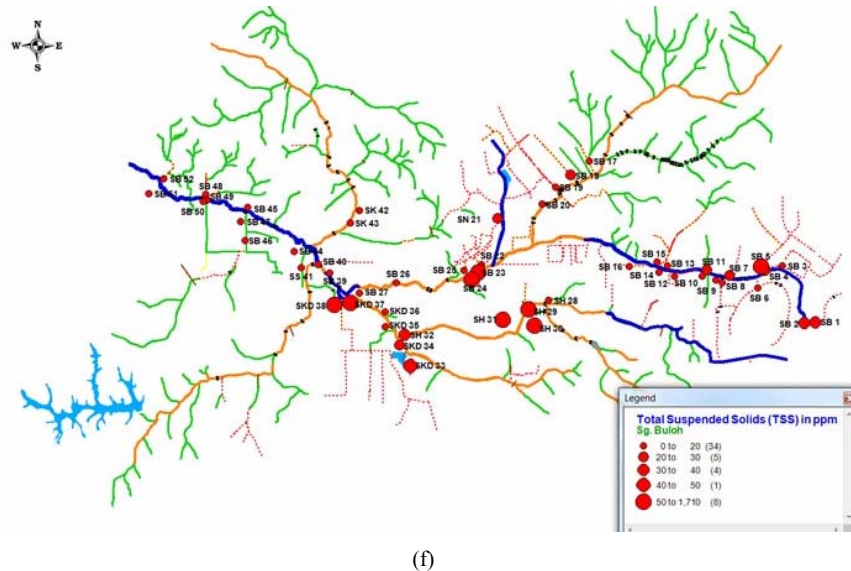 N
W E
S
SB 17
SB 52
SB 18
SB 48
SB 19
SB 51
SB 49
SB 50
SB 45
SB 20
SK 42
SN 21
SK 43
SB 46
SB 22
SB 15
SB 13
SB 11
SB 5
SB 3
SB 40
SB 25
SB 23
SB 16
SB 14
SB 7
SB 4
SS 41
SB 39
SB 26
SB 24
SB 12
SB 10
SB 9
SB 8
SB 6
SB 27
SH 28
SKD 38
SKD 37
SKD 36
SH 29
SH 31
SH 30
SB 2
SB 1
SKD 35
SH 32
SKD 34
SKD 33
Legend
Total Suspended Solids (TSS) in ppm
Sg. Buloh
0 to 20 (34)
20 to 30 (5)
30 to 40 (4)
40 to 50 (1)
50 to 1,710 (8)
(f)